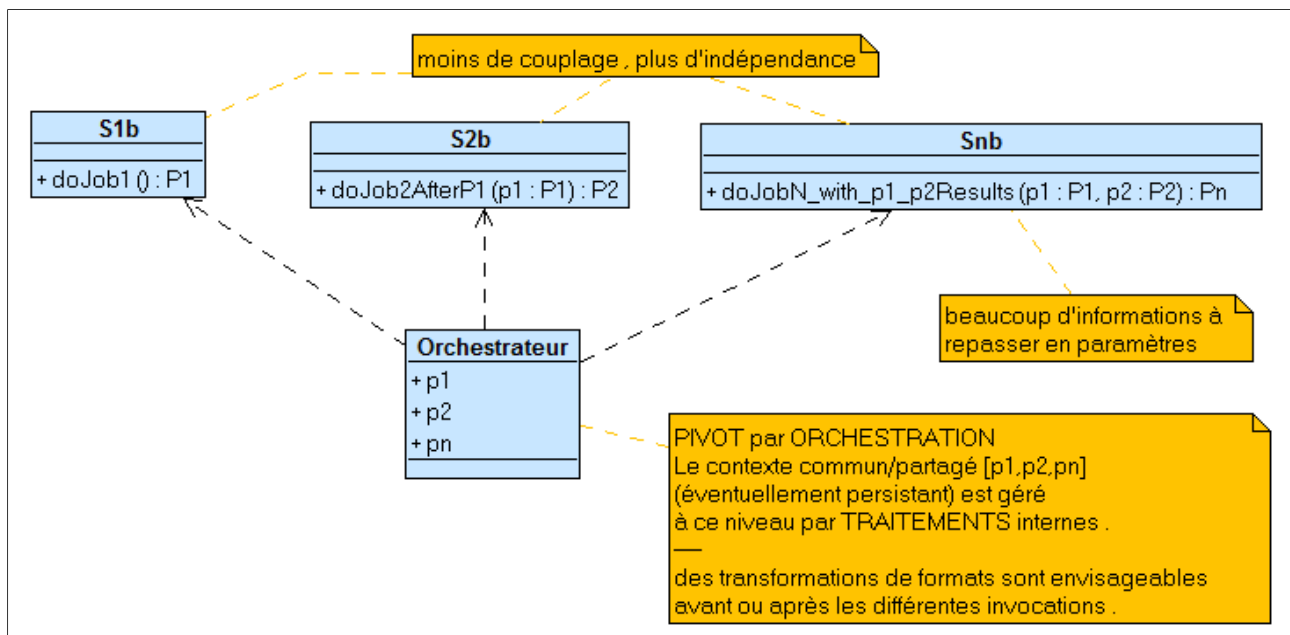 moins de couplage , plus d'indépendance
S1b
+ doJob1 () : P1
S2b
+ doJob2AfterP1 (p1 : P1) : P2
Snb
+ doJobN_with_p1_p2Results (p1 : P1, p2 : P2) : Pn
beaucoup d'informations à
repasser en paramètres
Orchestrateur
+ p1
+ p2
+ pn
PIVOT par ORCHESTRATION
Le contexte commun/partagé [p1,p2,pn]
(éventuellement persistant) est géré
à ce niveau par TRAITEMENTS internes .
—
des transformations de formats sont envisageables
avant ou après les différentes invocations .